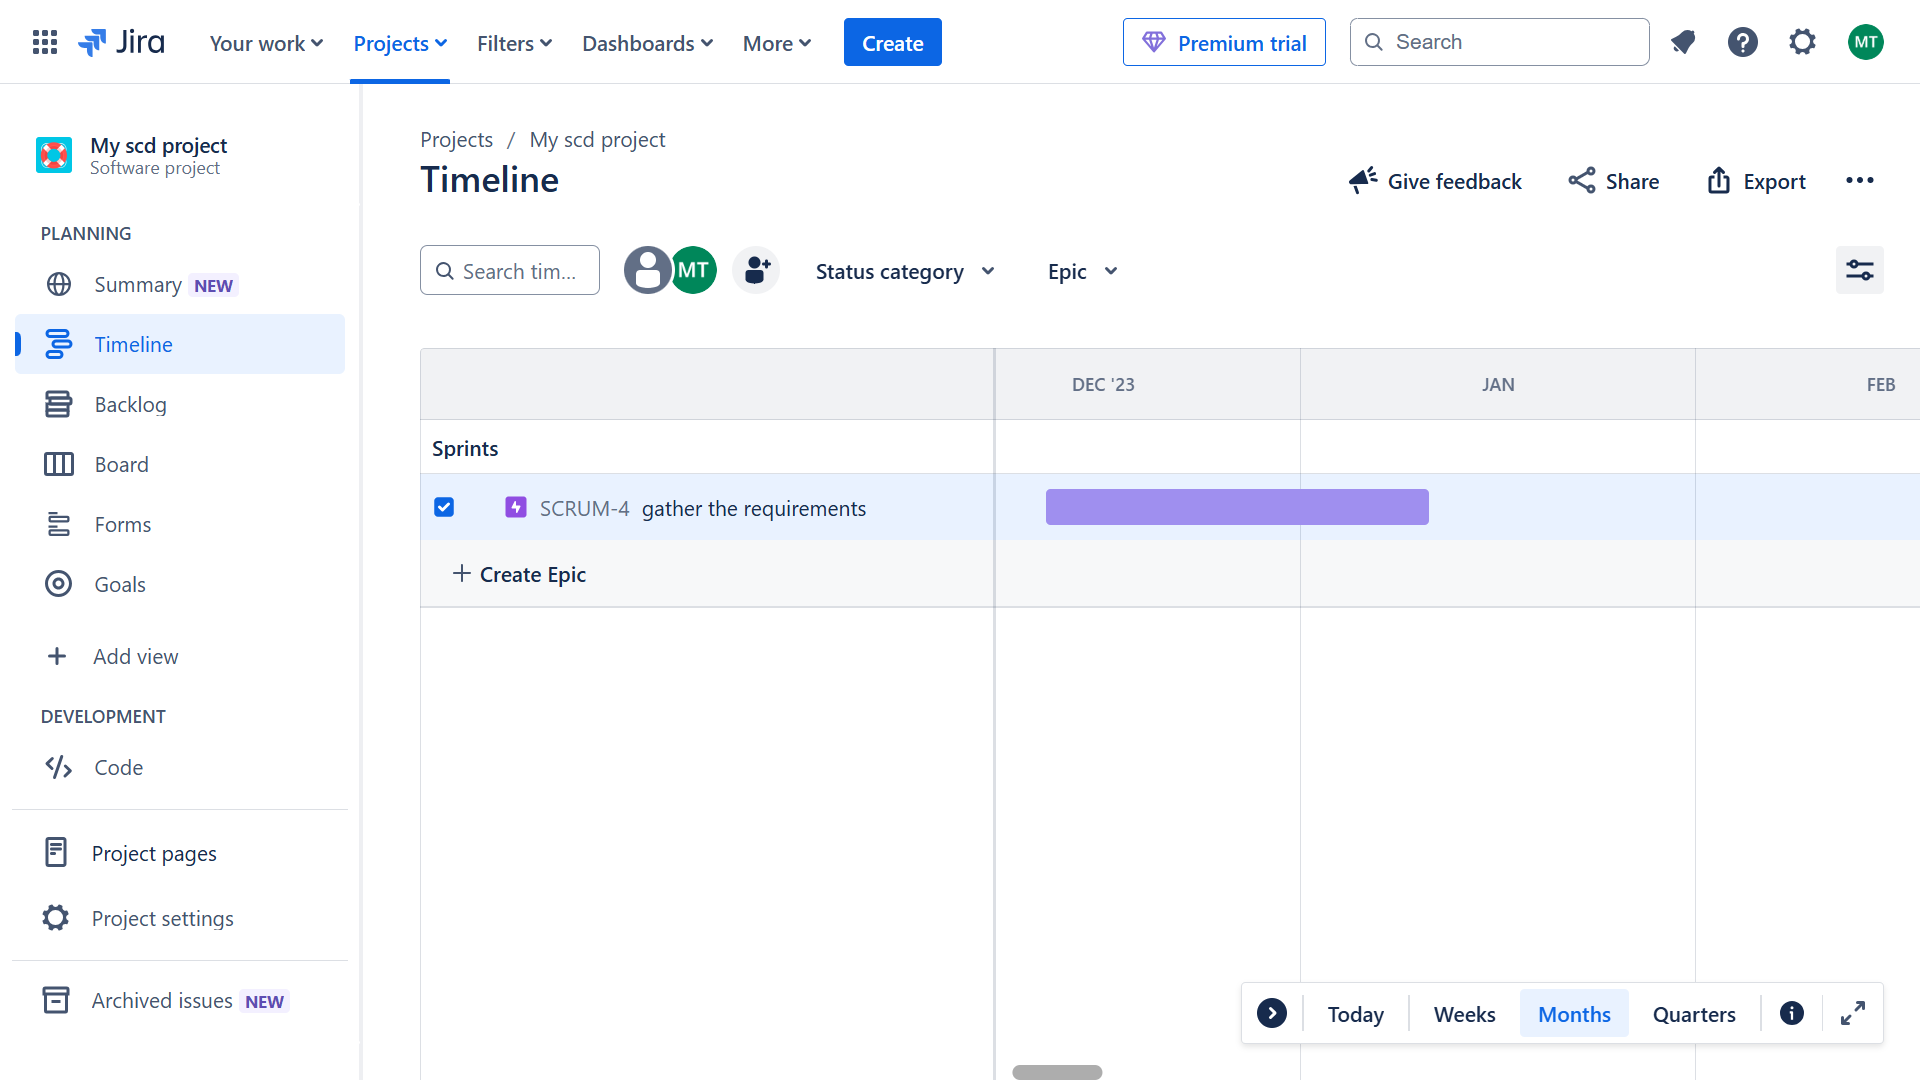 Jira
Your work
Projects
Filters
Dashboards
More
Create
Premium trial
Search
MT
My scd project
Software project
PLANNING
Summary NEW
Timeline
Backlog
Board
Forms
Goals
Add view
DEVELOPMENT
Code
Project pages
Project settings
Archived issues NEW
Projects / My scd project
Timeline
Give feedback
Share
Export
Search tim...
MT
Status category
Epic
DEC '23
JAN
FEB
Sprints
SCRUM-4 gather the requirements
Create Epic
Today
Weeks
Months
Quarters